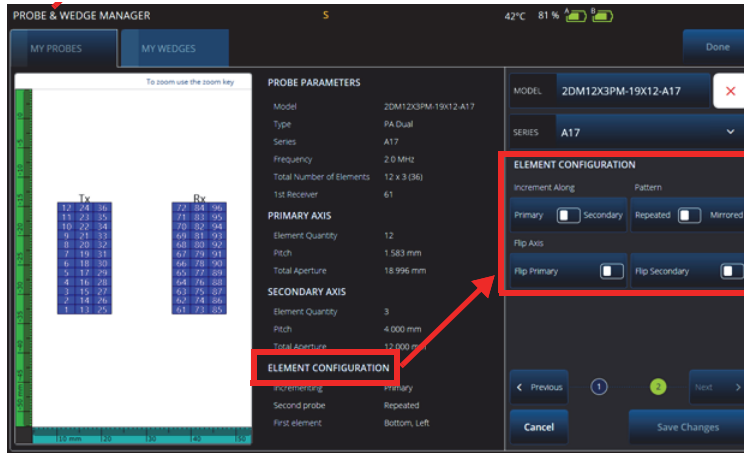 PROBE & WEDGE MANAGER
S
42°C 81 % A B
MY PROBES
MY WEDGES
Done
To zoom use the zoom key
Tx Rx
12 24 36 72 84 96
11 23 35 71 83 95
10 22 34 70 82 94
9 21 33 69 81 93
8 20 32 68 80 92
7 19 31 67 79 91
6 18 30 66 78 90
5 17 29 65 77 89
4 16 28 64 76 88
3 15 27 63 75 87
2 14 26 62 74 86
1 13 25 61 73 85
10 mm 20 30 40 50
PROBE PARAMETERS
Model 2DM12X3PM-19X12-A17
Type PA Dual
Series A17
Frequency 2.0 MHz
Total Number of Elements 12 x 3 (36)
1st Receiver 61
PRIMARY AXIS
Element Quantity 12
Pitch 1.583 mm
Total Aperture 18.996 mm
SECONDARY AXIS
Element Quantity 3
Pitch 4.000 mm
Total Aperture 12.000 mm
ELEMENT CONFIGURATION
Incrementing Primary
Second probe Repeated
First element Bottom, Left
MODEL 2DM12X3PM-19X12-A17
SERIES A17
ELEMENT CONFIGURATION
Increment Along Pattern
Primary Secondary Repeated Mirrored
Flip Axis
Flip Primary Flip Secondary
< Previous 1 2 Next >
Cancel Save Changes